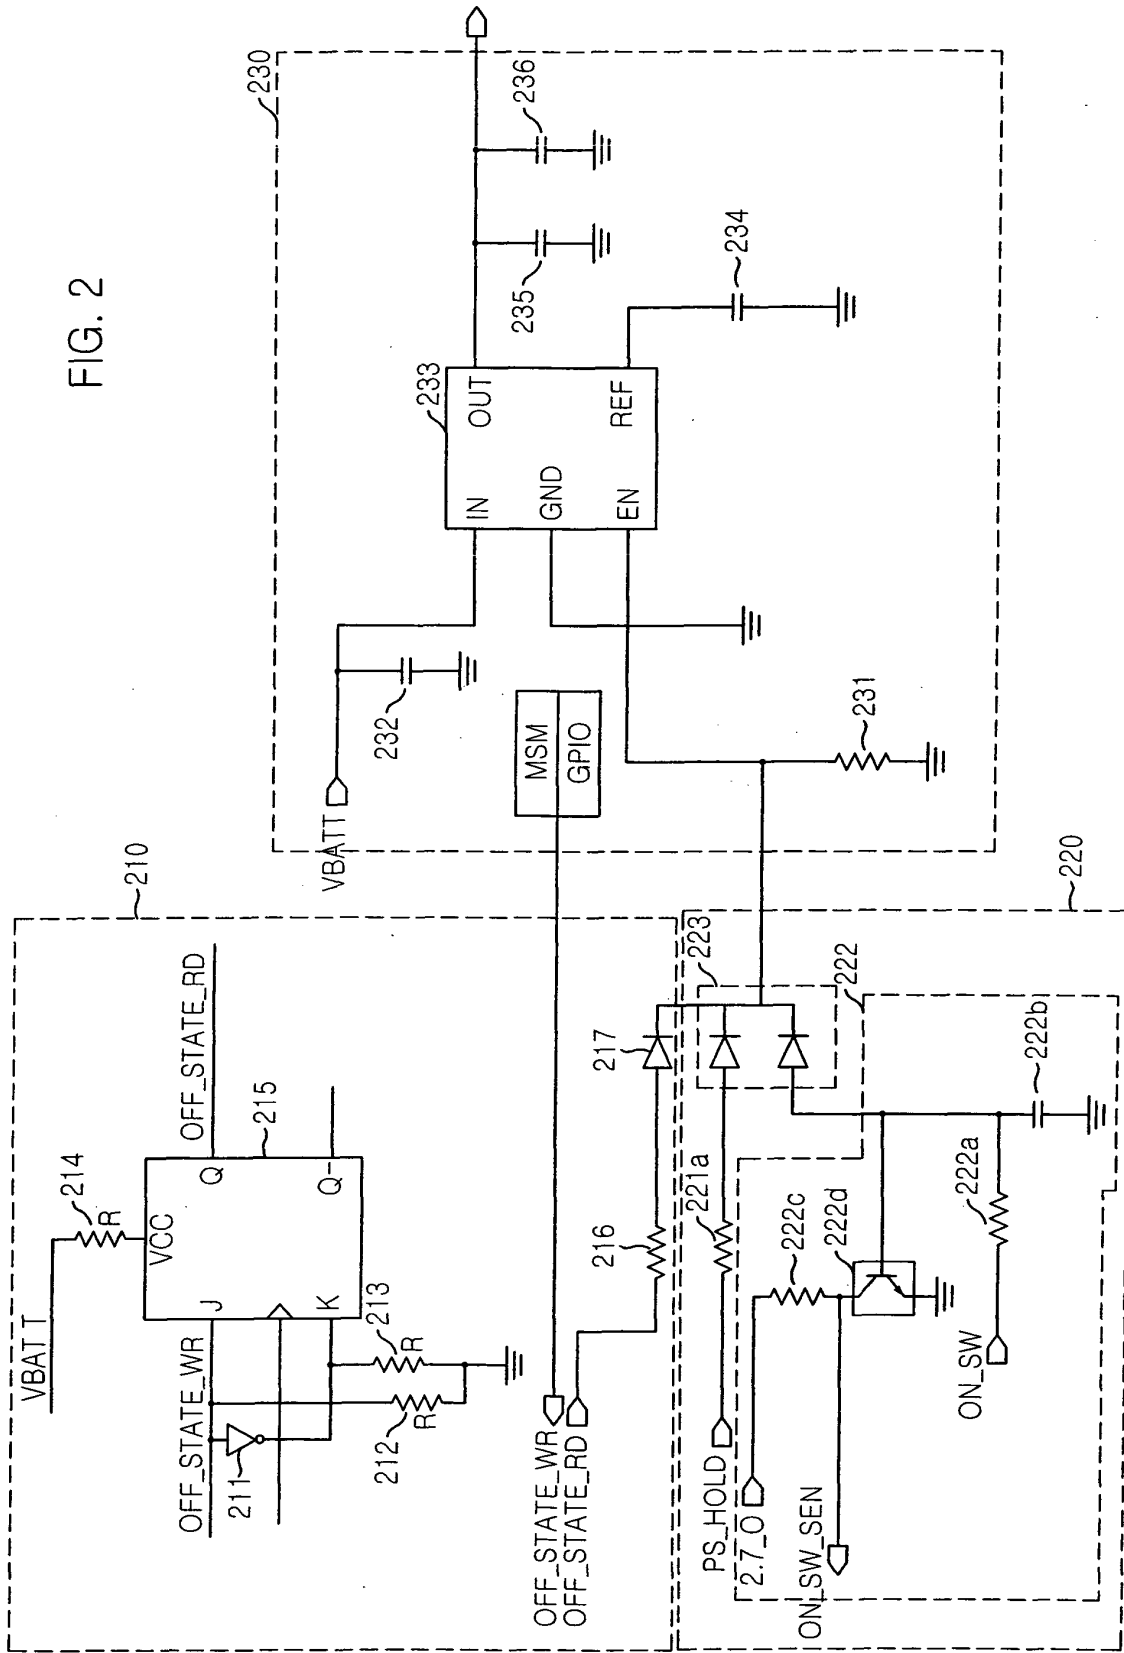 FIG. 2
210
VBATT
214
R
VCC
OFF_STATE_WR
J
Q
OFF_STATE_RD
215
K
Q-
211
212
R
213
R
OFF_STATE_WR
OFF_STATE_RD
216
217
MSM
GPIO
230
VBATT
232
233
IN
OUT
GND
EN
REF
235
236
234
231
220
PS_HOLD
221a
223
222
2.7_O
222c
222d
ON_SW_SEN
ON_SW
222a
222b